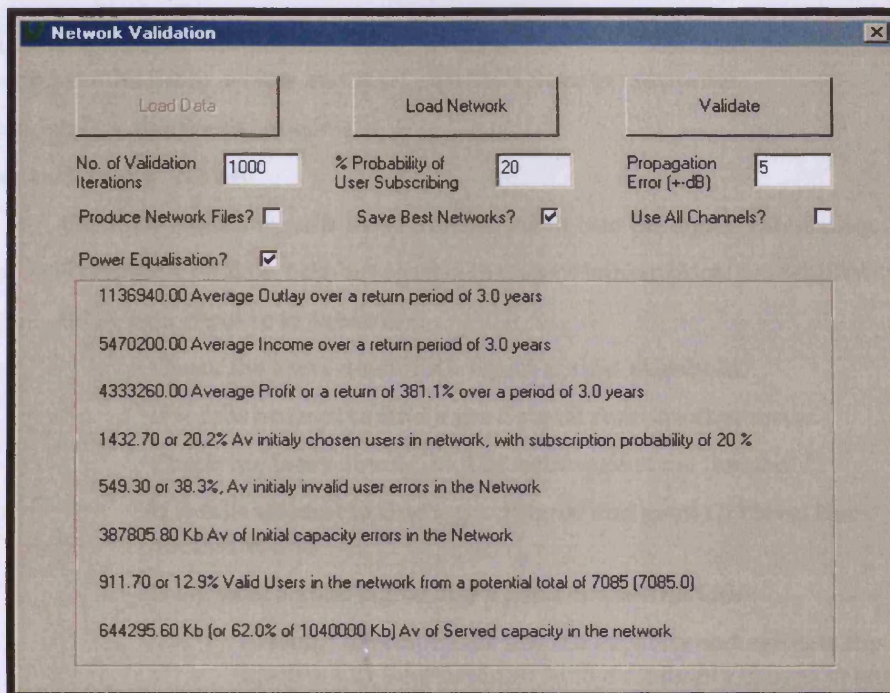 Network Validation
Load Data
Load Network
Validate
No. of Validation Iterations
1000
% Probability of User Subscribing
20
Propagation Error (+-dB)
5
Produce Network Files?
Save Best Networks?
Use All Channels?
Power Equalisation?
1136940.00 Average Outlay over a return period of 3.0 years
5470200.00 Average Income over a return period of 3.0 years
4333260.00 Average Profit or a return of 381.1% over a period of 3.0 years
1432.70 or 20.2% Av initialy chosen users in network, with subscription probability of 20 %
549.30 or 38.3%, Av initialy invalid user errors in the Network
387805.80 Kb Av of Initial capacity errors in the Network
911.70 or 12.9% Valid Users in the network from a potential total of 7085 (7085.0)
644295.60 Kb (or 62.0% of 1040000 Kb) Av of Served capacity in the network